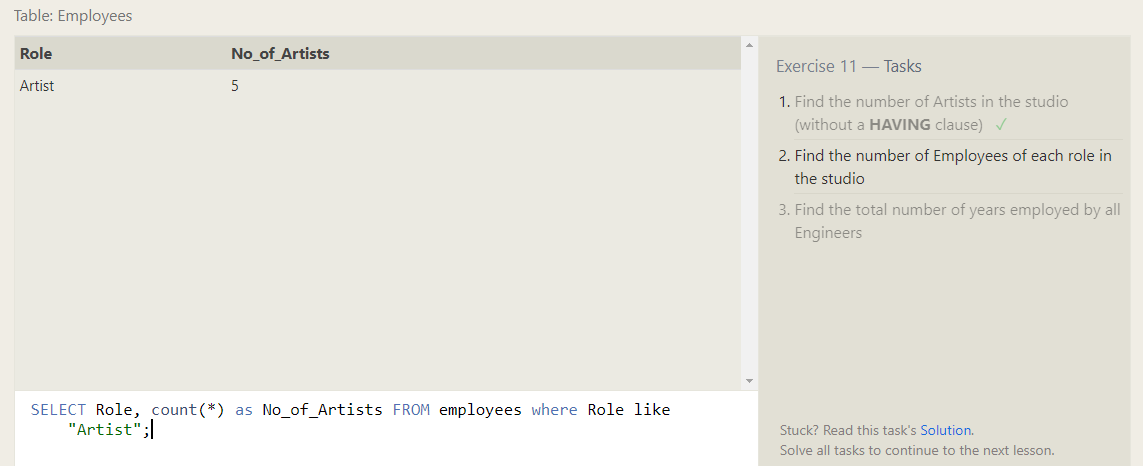 Table: Employees
Role No_of_Artists
Artist 5
Exercise 11 — Tasks
1. Find the number of Artists in the studio
(without a HAVING clause) ✓
2. Find the number of Employees of each role in
the studio
3. Find the total number of years employed by all
Engineers
SELECT Role, count(*) as No_of_Artists FROM employees where Role like
"Artist";
Stuck? Read this task's Solution.
Solve all tasks to continue to the next lesson.